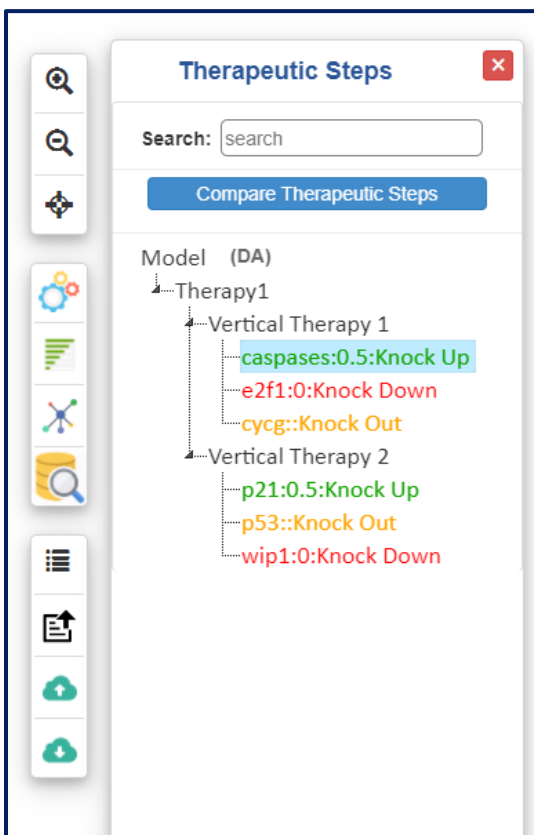 Therapeutic Steps
Search: search
Compare Therapeutic Steps
Model (DA)
Therapy1
Vertical Therapy 1
caspases:0.5:Knock Up
e2f1:0:Knock Down
cycg::Knock Out
Vertical Therapy 2
p21:0.5:Knock Up
p53::Knock Out
wip1:0:Knock Down